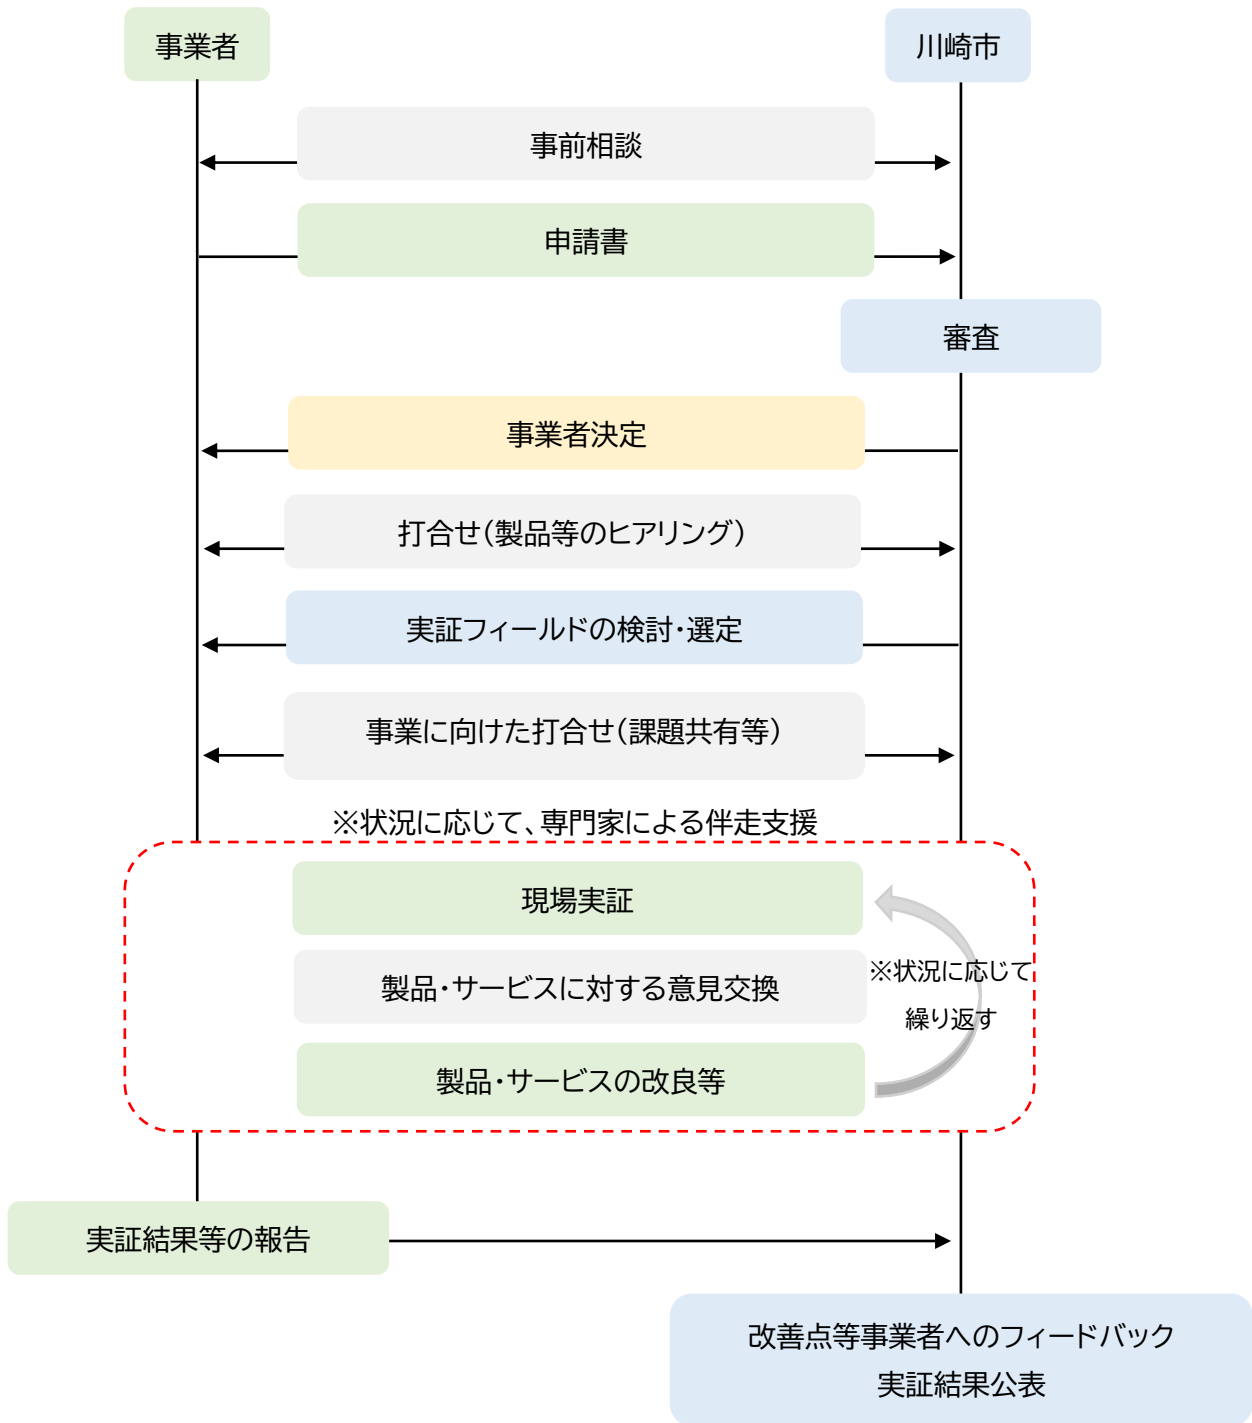 事業者
川崎市
事前相談
申請書
審査
事業者決定
打合せ(製品等のヒアリング)
実証フィールドの検討・選定
事業に向けた打合せ(課題共有等)
※状況に応じて、専門家による伴走支援
現場実証
製品・サービスに対する意見交換
※状況に応じて
繰り返す
製品・サービスの改良等
実証結果等の報告
改善点等事業者へのフィードバック
実証結果公表